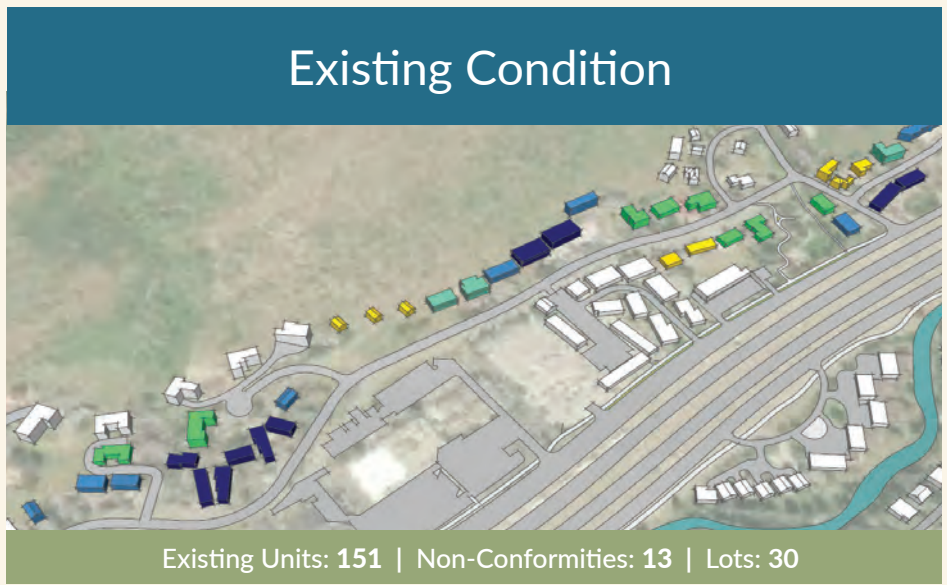 Existing Condition
Existing Units: 151 | Non-Conformities: 13 | Lots: 30